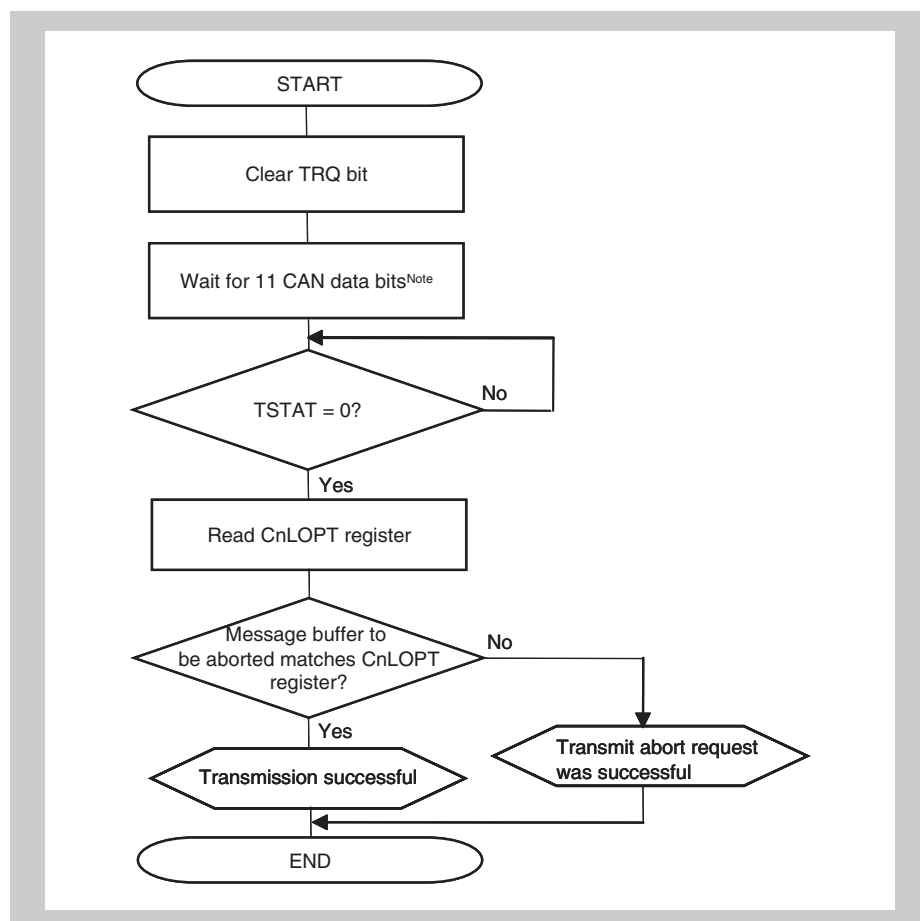 START
Clear TRQ bit
Wait for 11 CAN data bitsNote
TSTAT = 0?
No
Yes
Read CnLOPT register
Message buffer to
be aborted matches CnLOPT
register?
No
Yes
Transmission successful
Transmit abort request
was successful
END